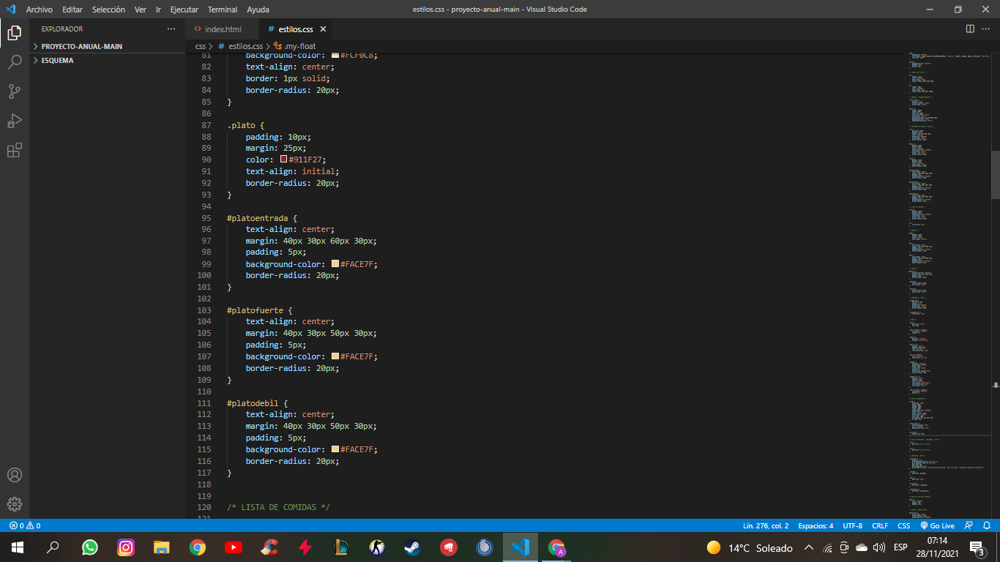 Archivo Editar Selección Ver Ir Ejecutar Terminal Ayuda
estilos.css - proyecto-anual-main - Visual Studio Code
EXPLORADOR
PROYECTO-ANUAL-MAIN
ESQUEMA
index.html
# estilos.css
css > # estilos.css > .my-float
81 background-color: #FCF0C8;
82 text-align: center;
83 border: 1px solid;
84 border-radius: 20px;
85 }
86
87 .plato {
88 padding: 10px;
89 margin: 25px;
90 color: #911F27;
91 text-align: initial;
92 border-radius: 20px;
93 }
94
95 #platoentrada {
96 text-align: center;
97 margin: 40px 30px 60px 30px;
98 padding: 5px;
99 background-color: #FACE7F;
100 border-radius: 20px;
101 }
102
103 #platofuerte {
104 text-align: center;
105 margin: 40px 30px 50px 30px;
106 padding: 5px;
107 background-color: #FACE7F;
108 border-radius: 20px;
109 }
110
111 #platodebil {
112 text-align: center;
113 margin: 40px 30px 50px 30px;
114 padding: 5px;
115 background-color: #FACE7F;
116 border-radius: 20px;
117 }
118
119
120 /* LISTA DE COMIDAS */
121
0 0
Lín. 276, col. 2 Espacios: 4 UTF-8 CRLF CSS Go Live
14°C Soleado
ESP
07:14
28/11/2021
3
A